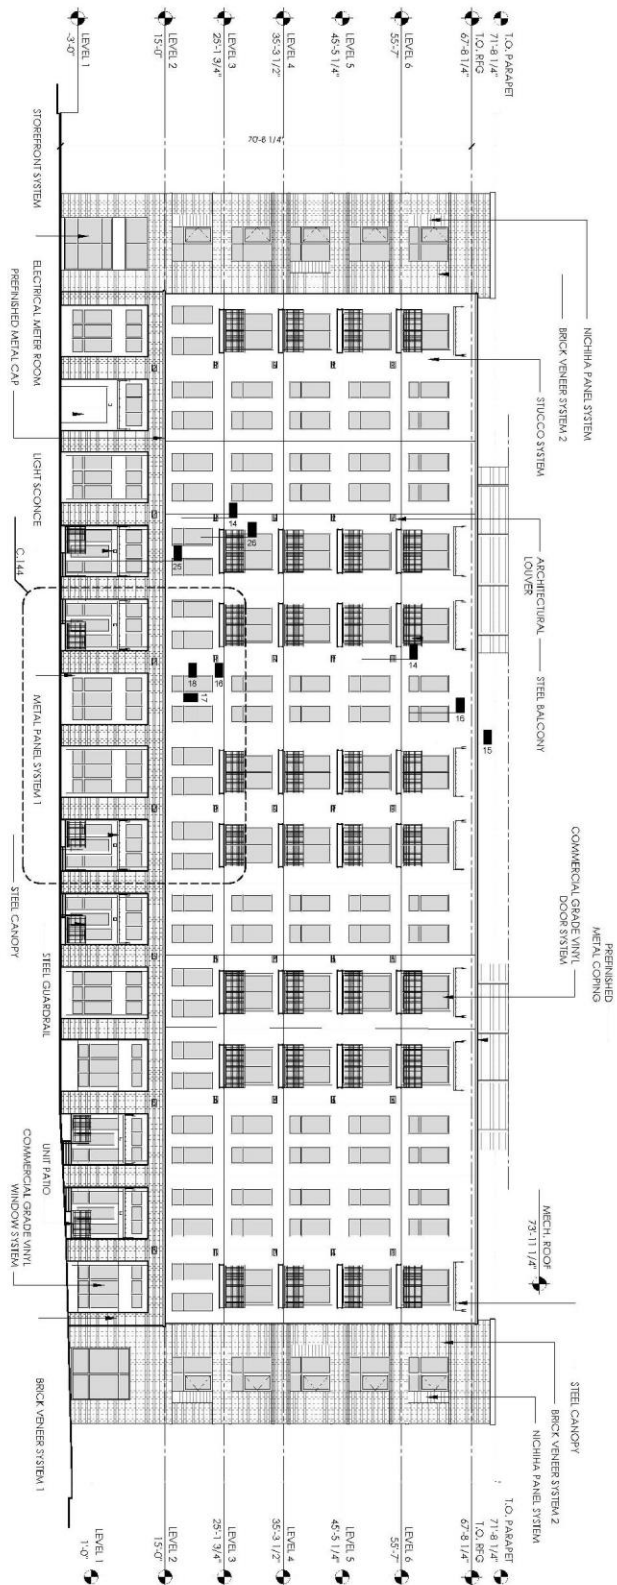 T.O. PARAPET
71'-8 1/4"
T.O. RFG
67'-8 1/4"
LEVEL 6
55'-7"
LEVEL 5
45'-5 1/4"
LEVEL 4
35'-3 1/2"
LEVEL 3
25'-1 3/4"
LEVEL 2
15'-0"
LEVEL 1
-3'-0"
70'-8 1/4"
NICHIHA PANEL SYSTEM
BRICK VENEER SYSTEM 2
STUCCO SYSTEM
ARCHITECTURAL
LOUVER
STEEL BALCONY
COMMERCIAL GRADE VINYL
DOOR SYSTEM
PREFINISHED
METAL COPING
MECH. ROOF
73'-11 1/4"
STEEL CANOPY
BRICK VENEER SYSTEM 2
NICHIHA PANEL SYSTEM
15
16
14
14
26
25
16
18
17
STOREFRONT SYSTEM
ELECTRICAL METER ROOM
PREFINISHED METAL CAP
LIGHT SCONCE
C.144
METAL PANEL SYSTEM 1
STEEL CANOPY
STEEL GUARDRAIL
UNIT PATIO
COMMERCIAL GRADE VINYL
WINDOW SYSTEM
BRICK VENEER SYSTEM 1
T.O. PARAPET
71'-8 1/4"
T.O. RFG
67'-8 1/4"
LEVEL 6
55'-7"
LEVEL 5
45'-5 1/4"
LEVEL 4
35'-3 1/2"
LEVEL 3
25'-1 3/4"
LEVEL 2
15'-0"
LEVEL 1
1'-0"